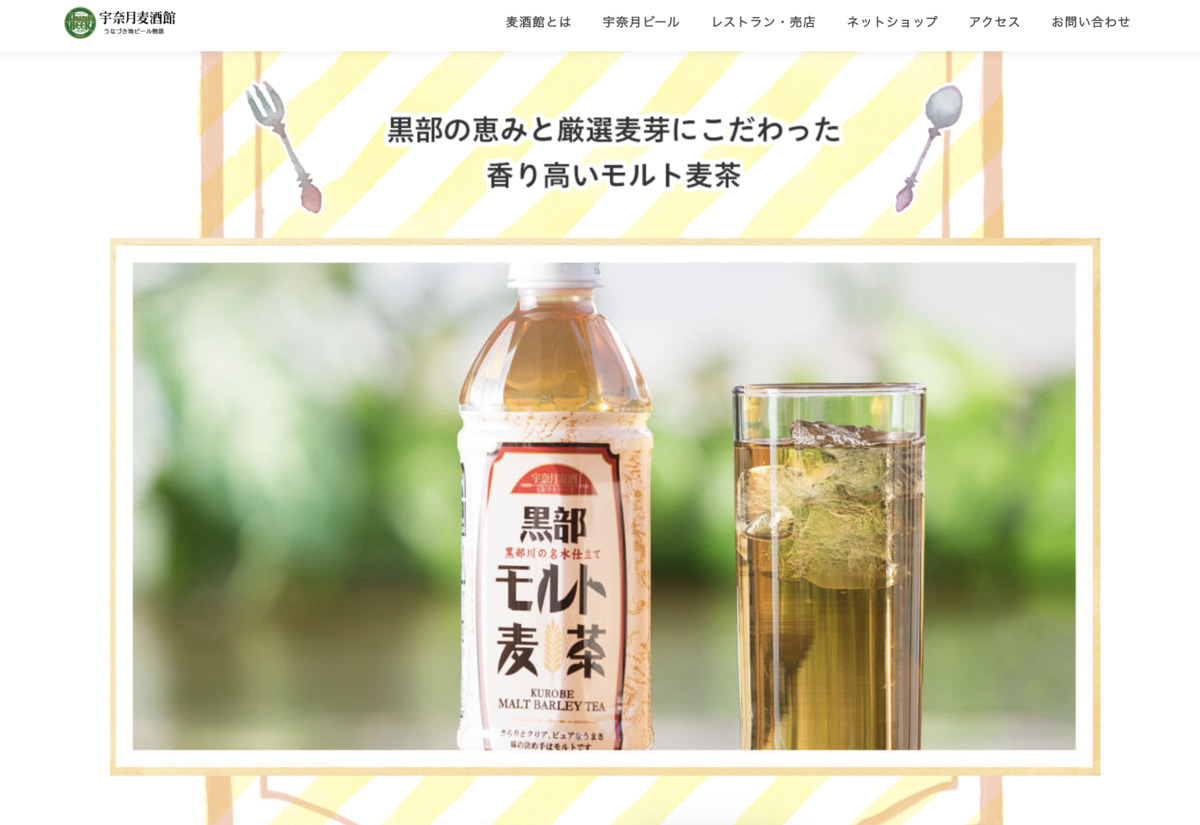 宇奈月麦酒館
うなづき地ビール物語
麦酒館とは
宇奈月ビール
レストラン・売店
ネットショップ
アクセス
お問い合わせ
黒部の恵みと厳選麦芽にこだわった
香り高いモルト麦茶
宇奈月麦酒
黒部
黒部川の名水仕立て
モルト
麦茶
KUROBE
MALT BARLEY TEA
さらりとクリア、ピュアなうまさ
味の決め手はモルトです